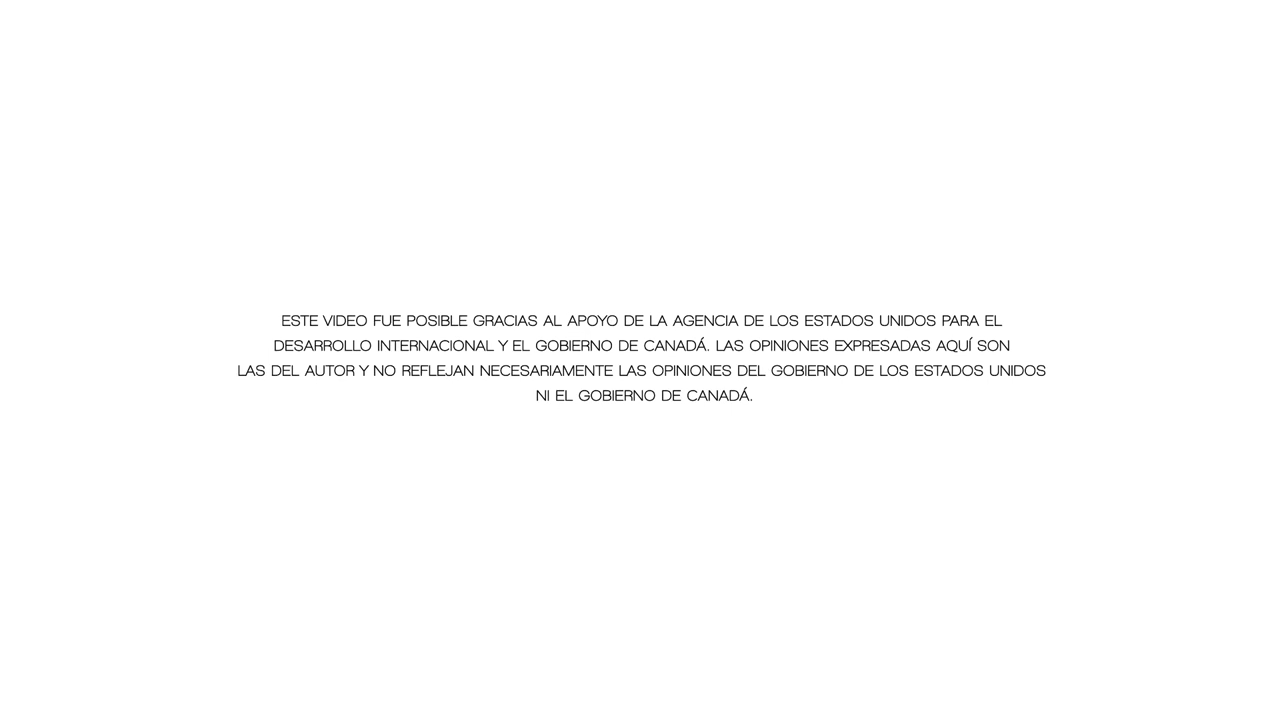 ESTE VIDEO FUE POSIBLE GRACIAS AL APOYO DE LA AGENCIA DE LOS ESTADOS UNIDOS PARA EL
DESARROLLO INTERNACIONAL Y EL GOBIERNO DE CANADÁ. LAS OPINIONES EXPRESADAS AQUÍ SON
LAS DEL AUTOR Y NO REFLEJAN NECESARIAMENTE LAS OPINIONES DEL GOBIERNO DE LOS ESTADOS UNIDOS
NI EL GOBIERNO DE CANADÁ.